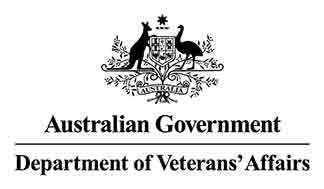 AUSTRALIA
Australian Government
Department of Veterans' Affairs